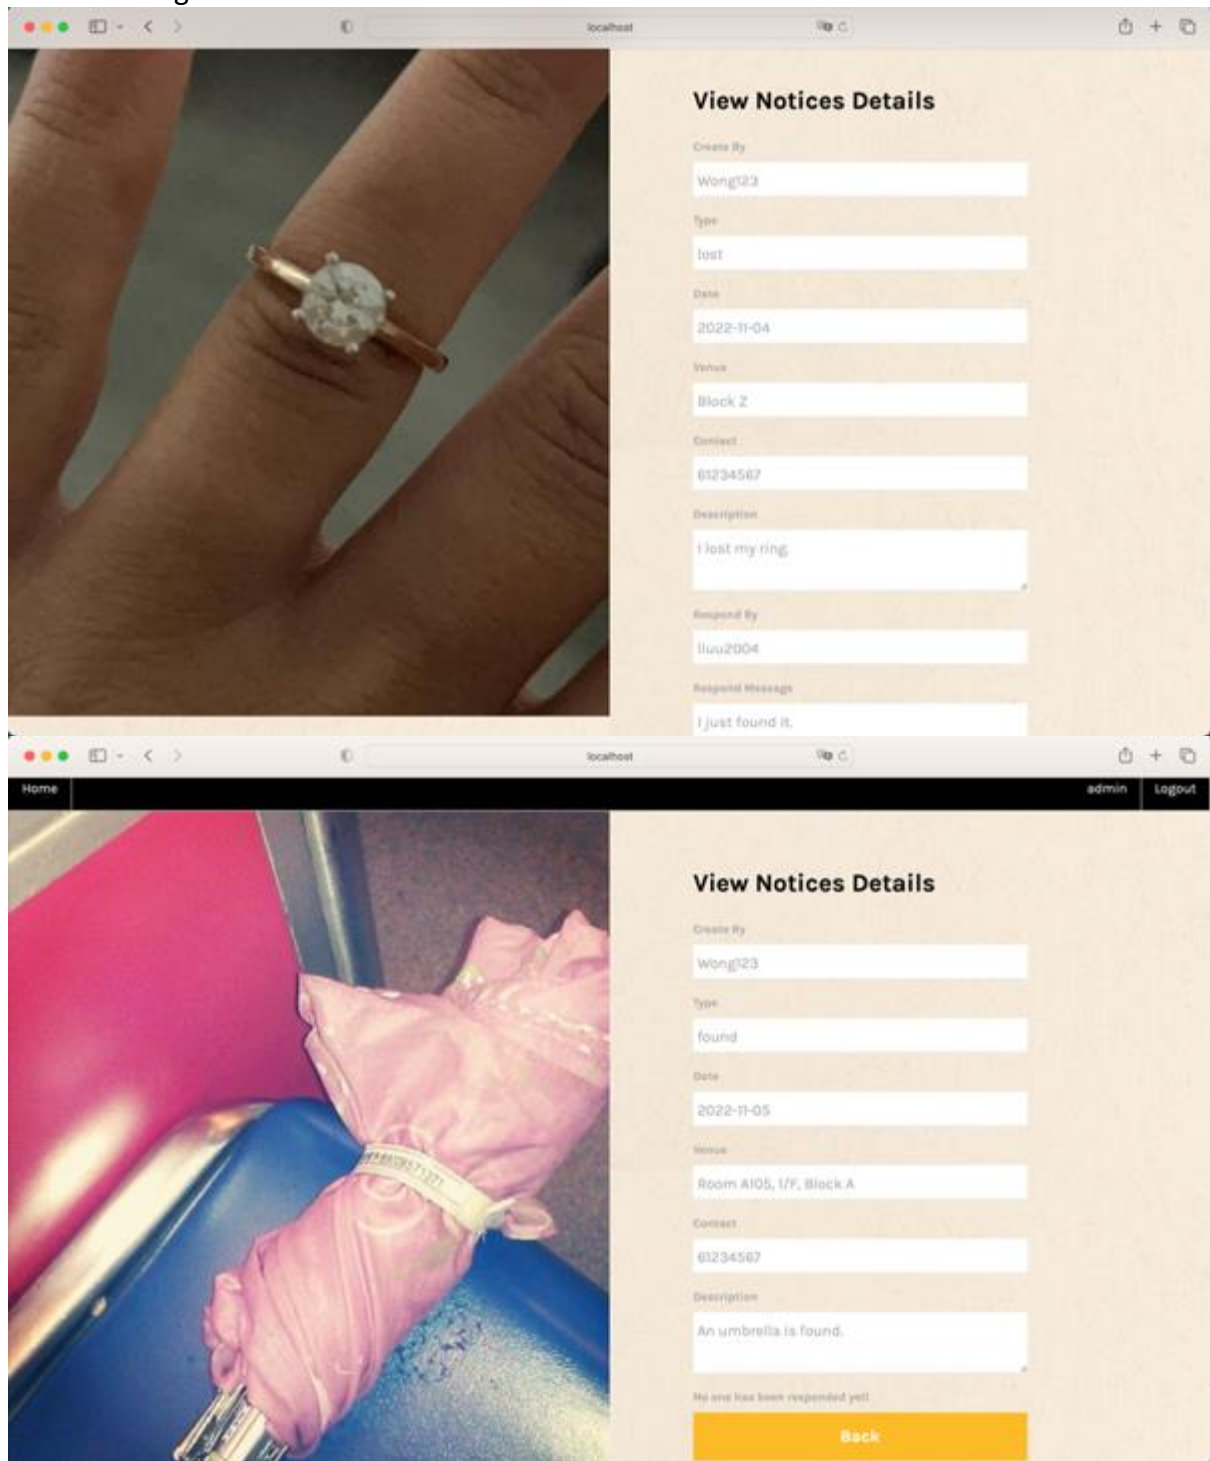 localhost
View Notices Details
Create By
Wong123
Type
lost
Date
2022-11-04
Venue
Block Z
Contact
61234567
Description
I lost my ring.
Respond By
lluu2004
Respond Message
I just found it.
localhost
Home
admin
Logout
View Notices Details
Create By
Wong123
Type
found
Date
2022-11-05
Venue
Room A105, 1/F, Block A
Contact
61234567
Description
An umbrella is found.
No one has been responded yet!
Back